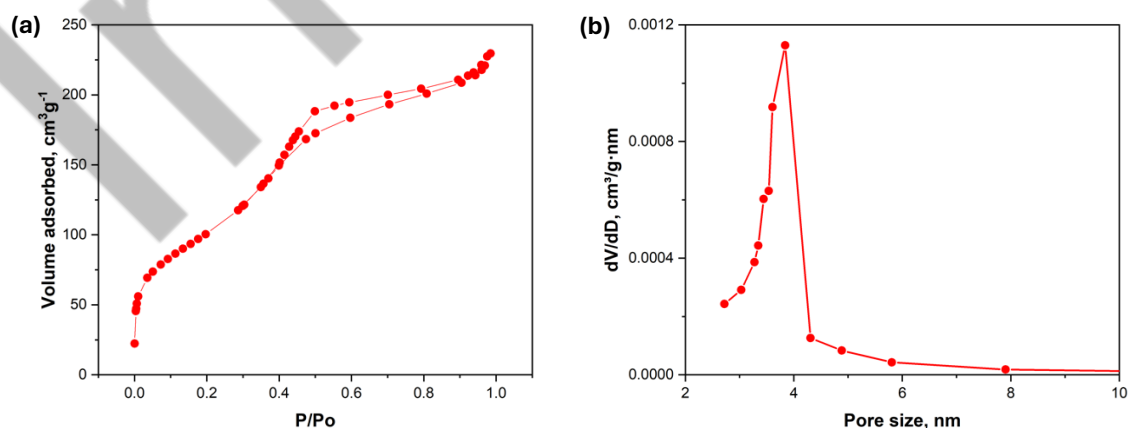 (a)
250
200
150
100
50
0
Volume adsorbed, cm³g⁻¹
0.0 0.2 0.4 0.6 0.8 1.0
P/Po
(b)
0.0012
0.0008
0.0004
0.0000
dV/dD, cm³/g·nm
2 4 6 8 10
Pore size, nm